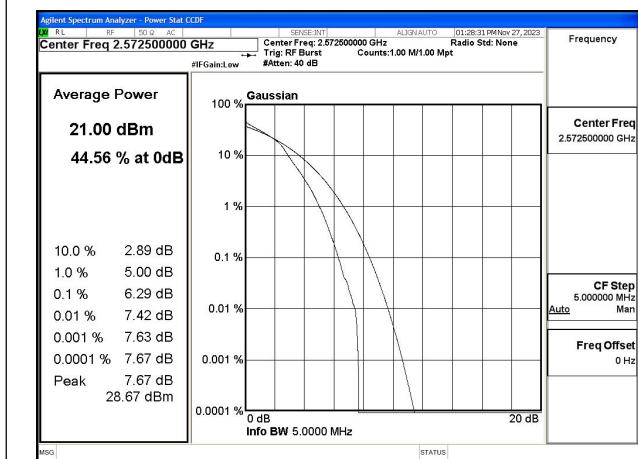 Agilent Spectrum Analyzer - Power Stat CCDF
LXI RL RF 50 Ω AC SENSE:INT ALIGN AUTO 01:28:31 PM Nov 27, 2023
Center Freq 2.572500000 GHz
Center Freq: 2.572500000 GHz Radio Std: None
Trig: RF Burst Counts:1.00 M/1.00 Mpt
#IFGain:Low #Atten: 40 dB
Frequency
Center Freq
2.572500000 GHz
CF Step
5.000000 MHz
Auto Man
Freq Offset
0 Hz
Average Power
21.00 dBm
44.56 % at 0dB
10.0 % 2.89 dB
1.0 % 5.00 dB
0.1 % 6.29 dB
0.01 % 7.42 dB
0.001 % 7.63 dB
0.0001 % 7.67 dB
Peak 7.67 dB
28.67 dBm
Gaussian
100 %
10 %
1 %
0.1 %
0.01 %
0.001 %
0.0001 %
0 dB 20 dB
Info BW 5.0000 MHz
MSG STATUS